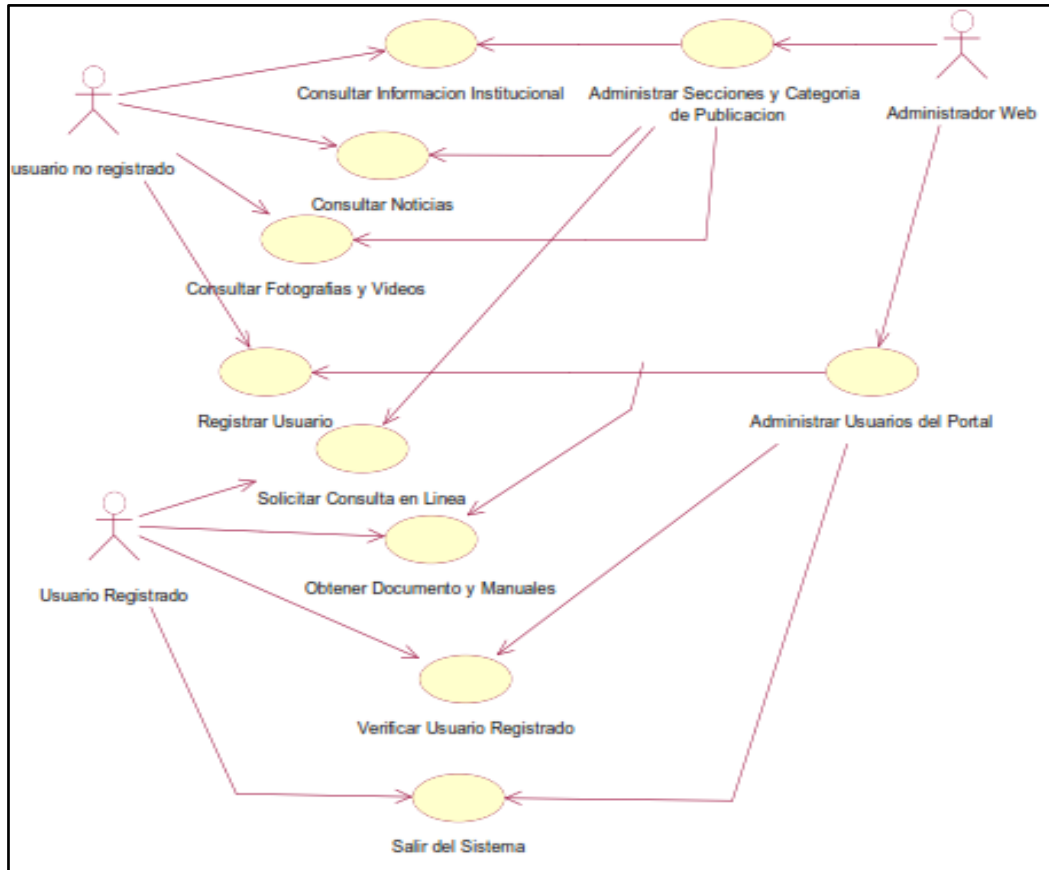 Consultar Informacion Institucional
Administrar Secciones y Categoria
de Publicacion
Administrador Web
usuario no registrado
Consultar Noticias
Consultar Fotografias y Videos
Registrar Usuario
Administrar Usuarios del Portal
Solicitar Consulta en Linea
Obtener Documento y Manuales
Usuario Registrado
Verificar Usuario Registrado
Salir del Sistema